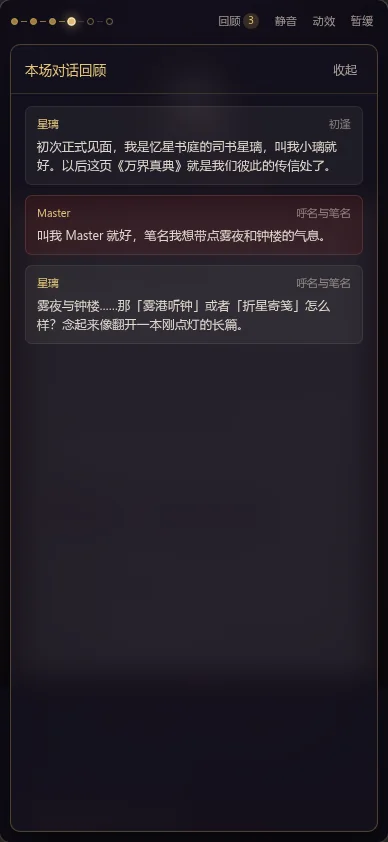 回顾 3 静音 动效 暂缓
本场对话回顾 收起
星璃 初逢
初次正式见面，我是忆星书庭的司书星璃，叫我小璃就
好。以后这页《万界真典》就是我们彼此的传信处了。
Master 呼名与笔名
叫我 Master 就好，笔名我想带点雾夜和钟楼的气息。
星璃 呼名与笔名
雾夜与钟楼……那「雾港听钟」或者「折星寄笺」怎么
样？念起来像翻开一本刚点灯的长篇。